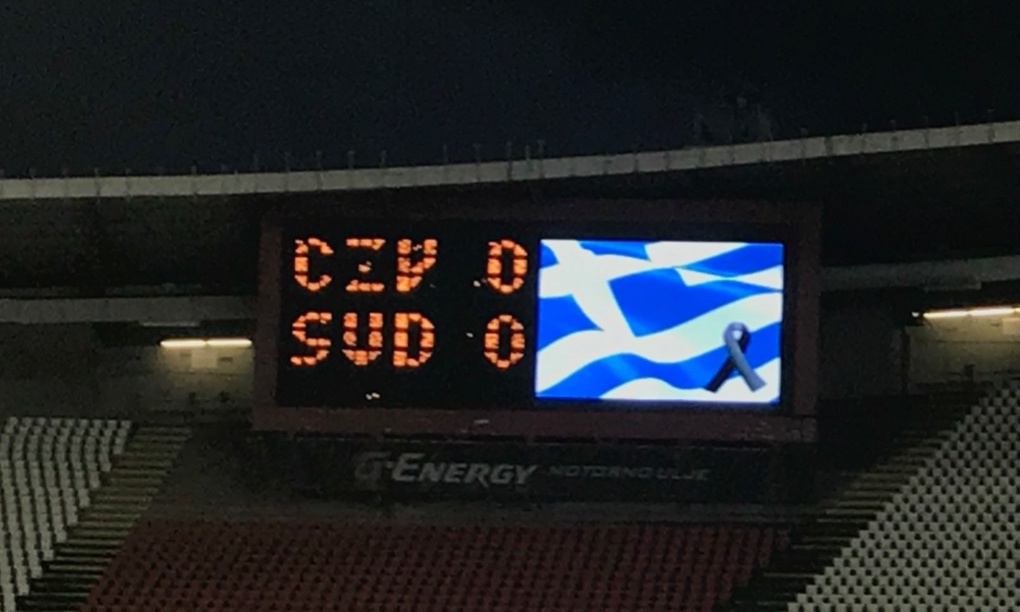 CZV 0
SUD 0
G-ENERGY MOTORNO ULJE